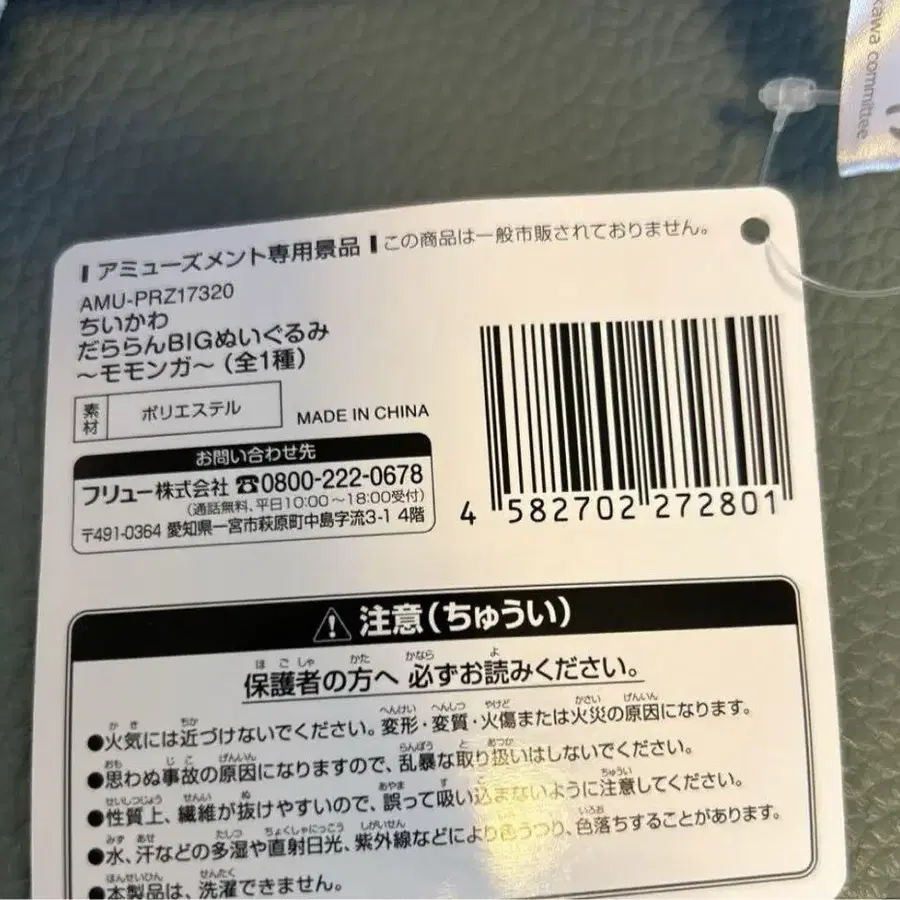 kawa committee
アミューズメント専用景品 この商品は一般市販されておりません。
AMU-PRZ17320
ちいかわ
だららんBIGぬいぐるみ
～モモンガ～(全1種)
素材 ポリエステル
MADE IN CHINA
お問い合わせ先
フリュー株式会社 ☎0800-222-0678
(通話無料、平日10:00～18:00受付)
〒491-0364 愛知県一宮市萩原町中島字流3-1 4階
4 582702 272801
注意(ちゅうい)
保護者の方へ 必ずお読みください。
●火気には近づけないでください。変形・変質・火傷または火災の原因になります。
●思わぬ事故の原因になりますので、乱暴な取り扱いはしないでください。
●性質上、繊維が抜けやすいので、誤って吸い込まないように注意してください。
●水、汗などの多湿や直射日光、紫外線などにより色うつり、色落ちすることがあります。
●本製品は、洗濯できません。